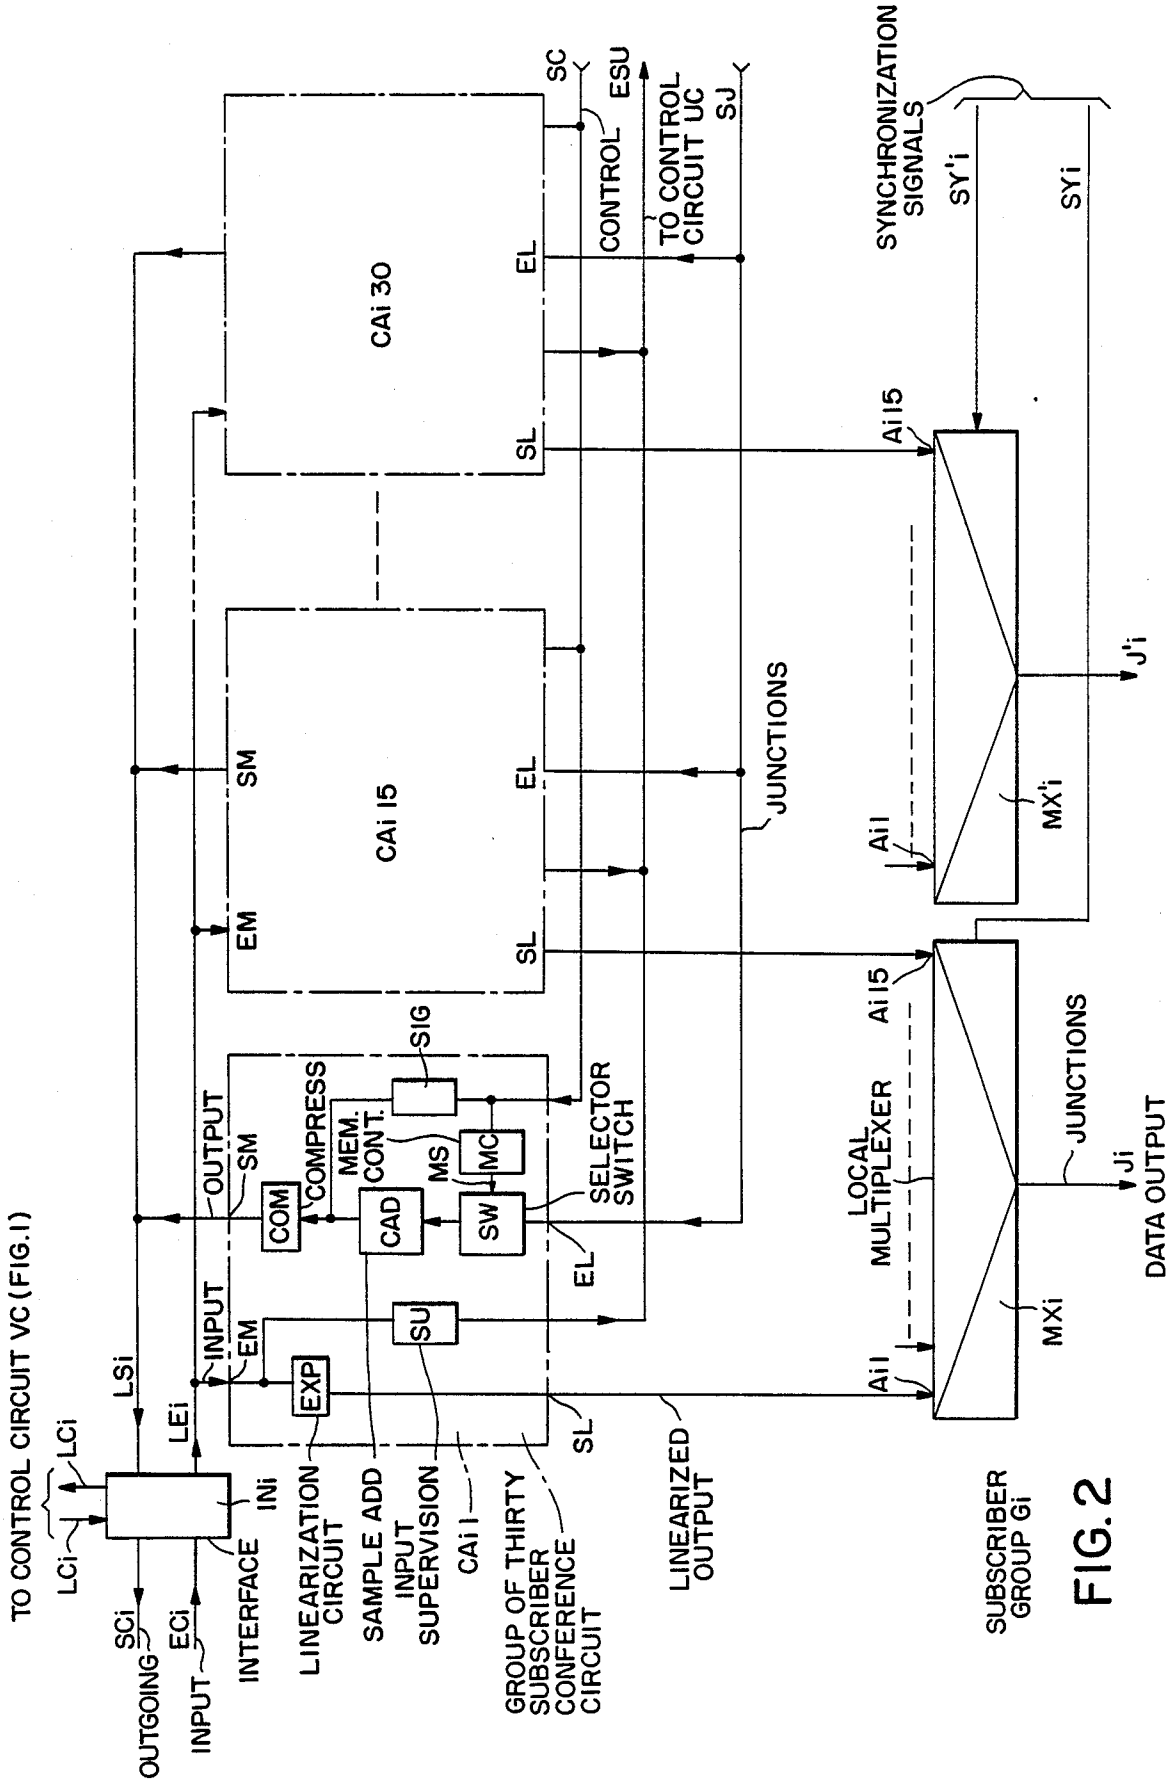 TO CONTROL CIRCUIT VC (FIG.1)
LCi
LCi
SCi
OUTGOING
ECi
INPUT
INTERFACE
INi
LSi
LEi
INPUT
EM
OUTPUT
SM
LINEARIZATION
CIRCUIT
EXP
COM
COMPRESS
SAMPLE ADD
CAD
MEM.
CONT.
SIG
INPUT
SUPERVISION
SU
MS
MC
SW
SELECTOR
SWITCH
CAi 1
GROUP OF THIRTY
SUBSCRIBER
CONFERENCE
CIRCUIT
SL
EL
EM
SM
CAi 15
SL
EL
CAi 30
SL
EL
SC
CONTROL
ESU
TO CONTROL
CIRCUIT UC
SJ
JUNCTIONS
LINEARIZED
OUTPUT
SYNCHRONIZATION
SIGNALS
SY'i
SYi
Ai 1
LOCAL
MULTIPLEXER
Ai 15
Ai 1
Ai 15
MXi
MX'i
JUNCTIONS
Ji
J'i
DATA OUTPUT
SUBSCRIBER
GROUP Gi
FIG. 2